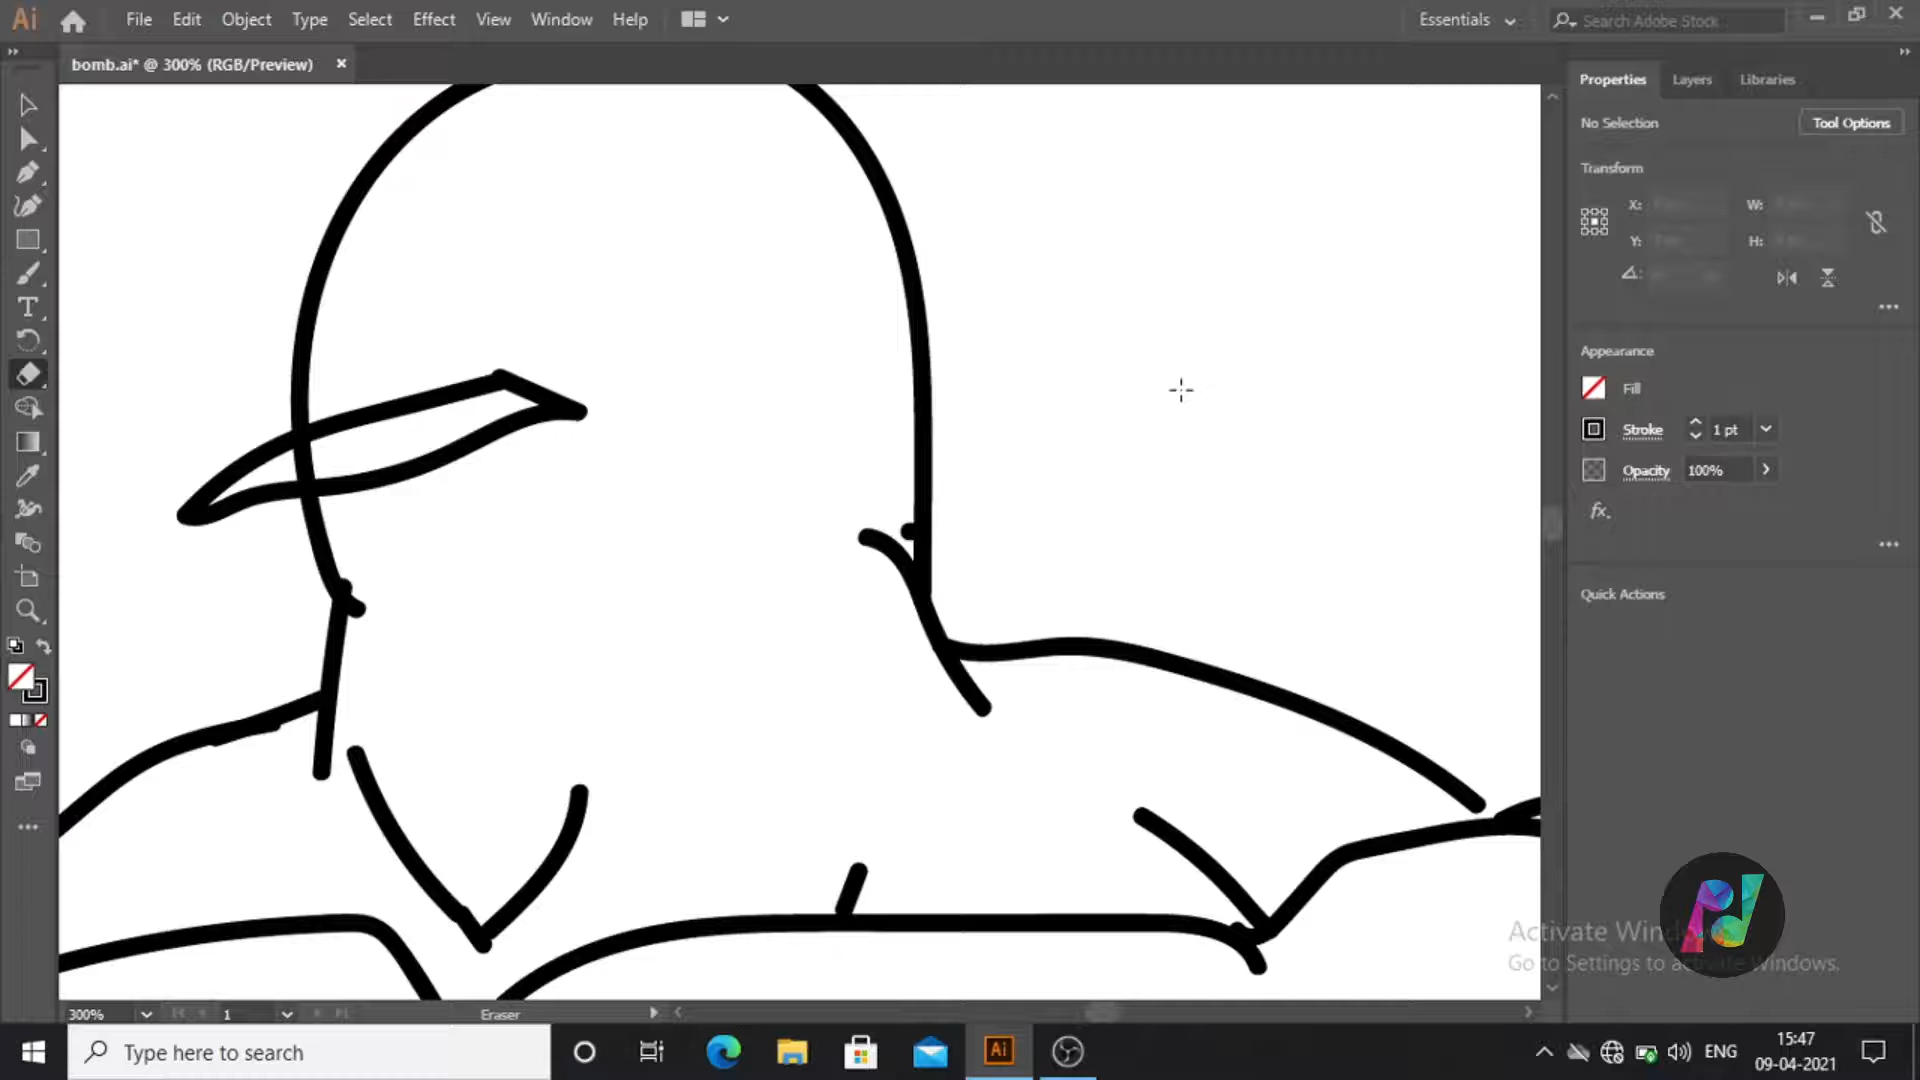 Ai File Edit Object Type Select Effect View Window Help Essentials Search Adobe Stock
bomb.ai* @ 300% (RGB/Preview) ×
Properties Layers Libraries
No Selection Tool Options
Transform
X: W:
Y: H:
Appearance
Fill
Stroke 1 pt
Opacity 100%
fx.
Quick Actions
Activate Windows
Go to Settings to activate Windows.
300% 1 Eraser
Type here to search
Ai
ENG
15:47
09-04-2021